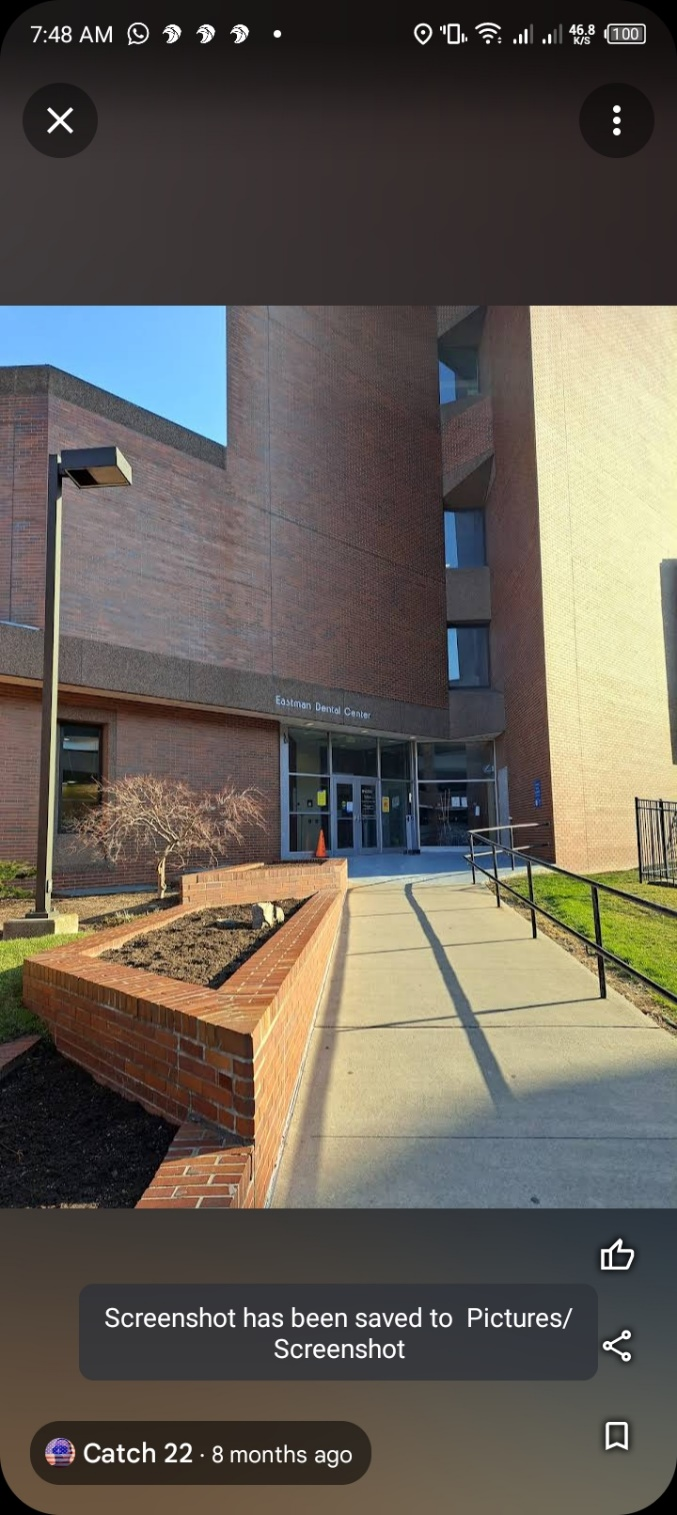 7:48 AM
46.8
K/S
100
Eastman Dental Center
Screenshot has been saved to Pictures/
Screenshot
Catch 22 · 8 months ago